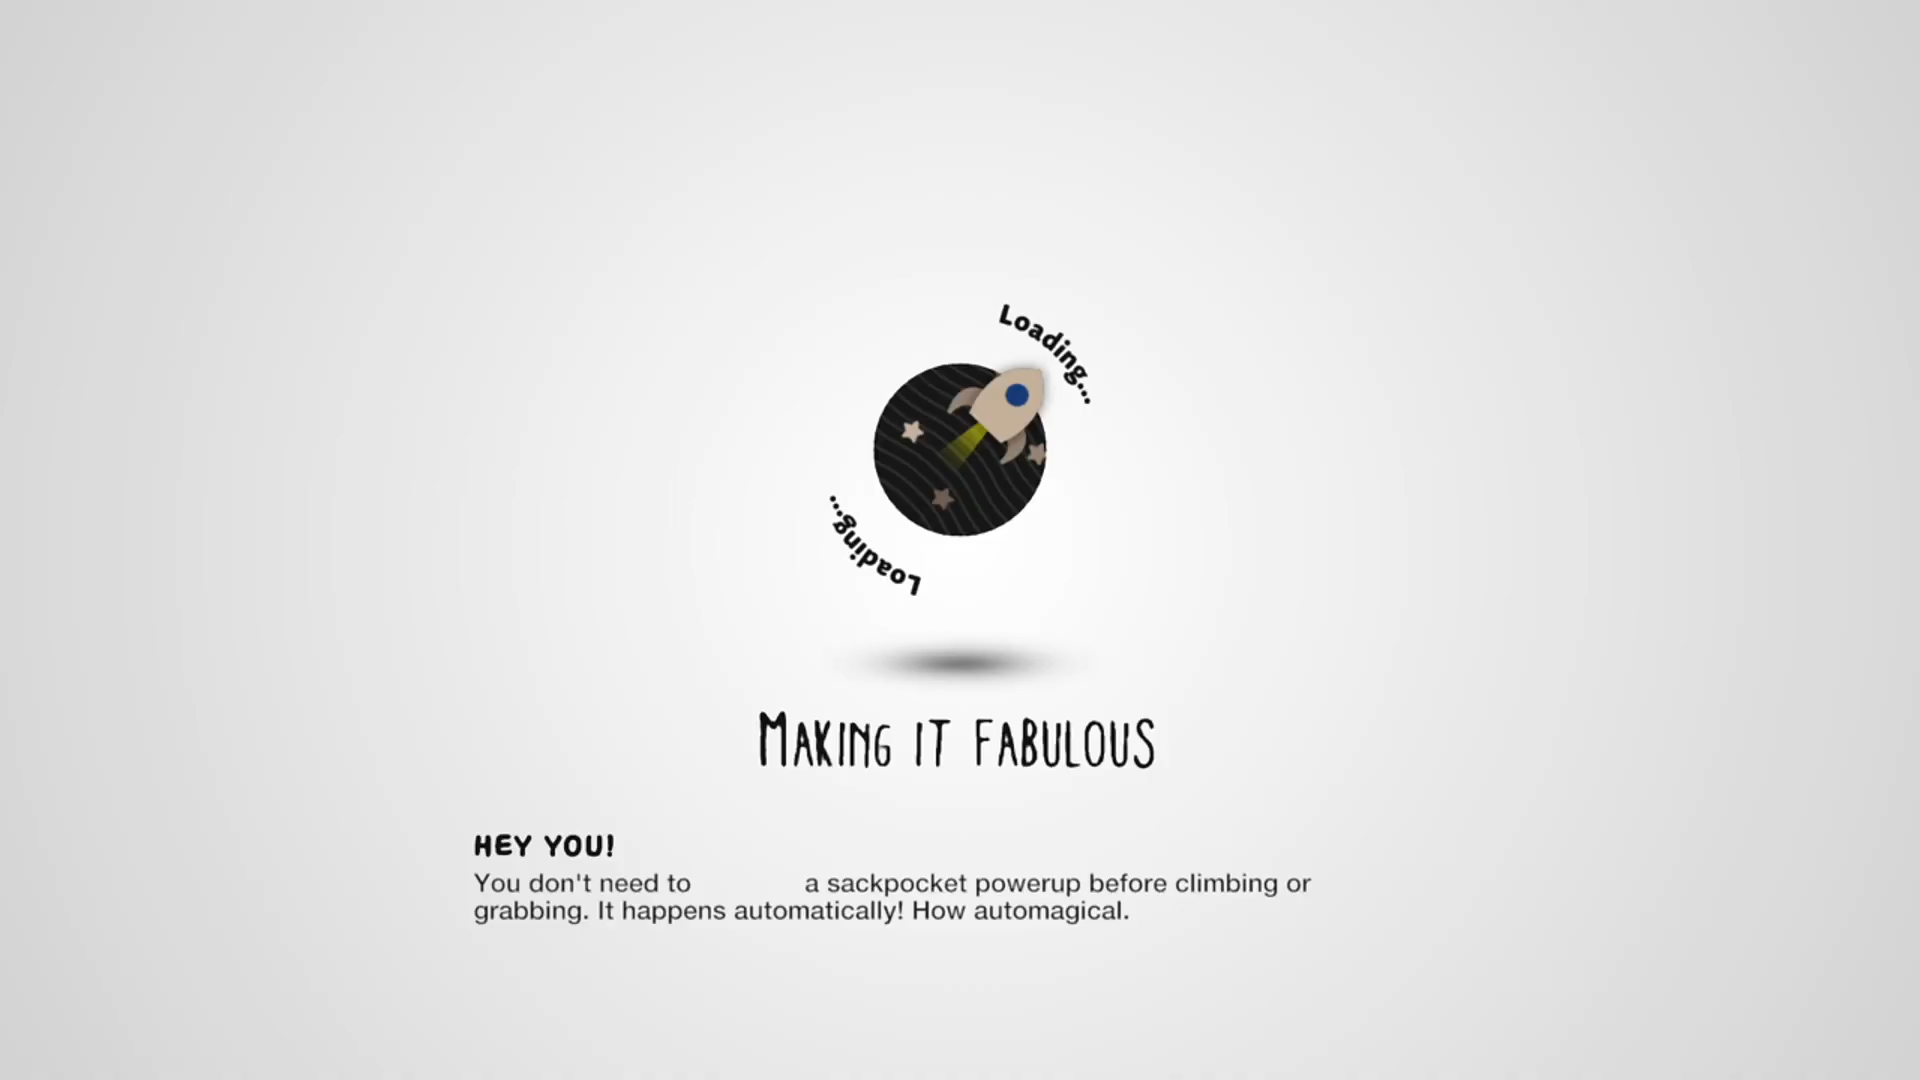 Loading...
Loading...
Making it fabulous
HEY YOU!
You don't need to a sackpocket powerup before climbing or
grabbing. It happens automatically! How automagical.